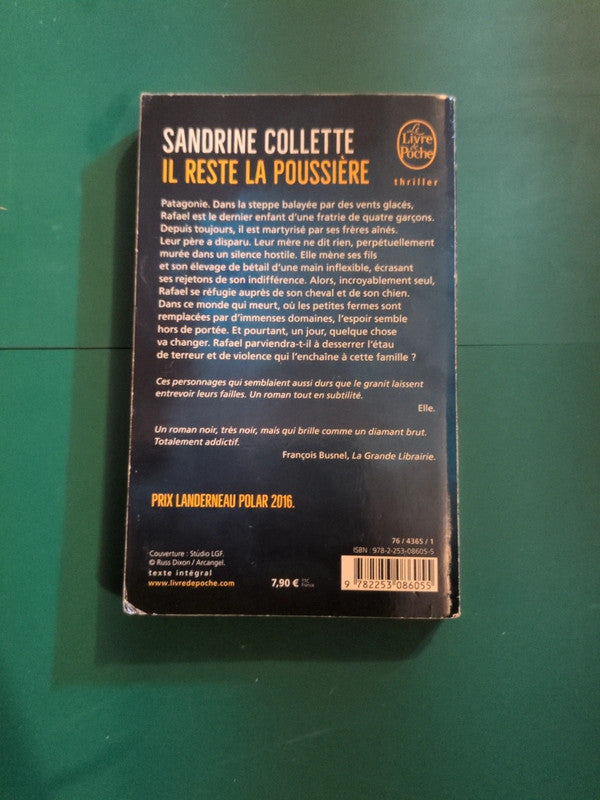 SANDRINE COLLETTE
IL RESTE LA POUSSIÈRE
Le
Livre
de
Poche
thriller
Patagonie. Dans la steppe balayée par des vents glacés,
Rafael est le dernier enfant d'une fratrie de quatre garçons.
Depuis toujours, il est martyrisé par ses frères aînés.
Leur père a disparu. Leur mère ne dit rien, perpétuellement
murée dans un silence hostile. Elle mène ses fils
et son élevage de bétail d'une main inflexible, écrasant
ses rejetons de son indifférence. Alors, incroyablement seul,
Rafael se réfugie auprès de son cheval et de son chien.
Dans ce monde qui meurt, où les petites fermes sont
remplacées par d'immenses domaines, l'espoir semble
hors de portée. Et pourtant, un jour, quelque chose
va changer. Rafael parviendra-t-il à desserrer l'étau
de terreur et de violence qui l'enchaîne à cette famille ?
Ces personnages qui semblaient aussi durs que le granit laissent
entrevoir leurs failles. Un roman tout en subtilité.
Elle.
Un roman noir, très noir, mais qui brille comme un diamant brut.
Totalement addictif.
François Busnel, La Grande Librairie.
PRIX LANDERNEAU POLAR 2016.
Couverture : Studio LGF.
© Russ Dixon / Arcangel.
texte intégral
www.livredepoche.com
7,90 € TTC
France
76 / 4365 / 1
ISBN : 978-2-253-08605-5
9 782253 086055